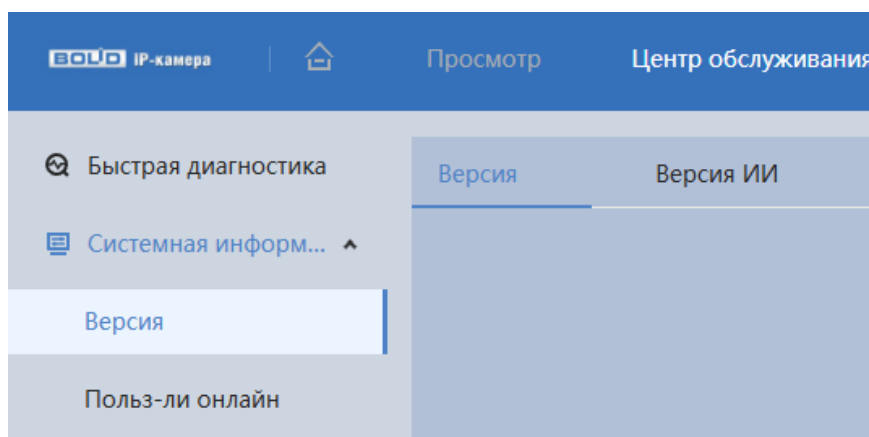 BOLID IP-камера
Просмотр
Центр обслуживания
Быстрая диагностика
Версия
Версия ИИ
Системная информ...
Версия
Польз-ли онлайн